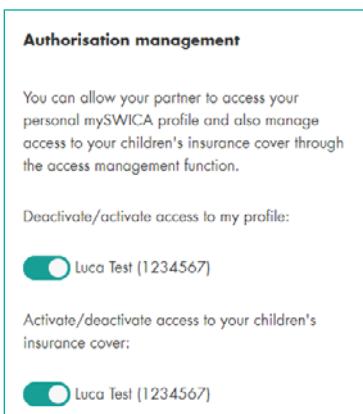 Authorisation management
You can allow your partner to access your
personal mySWICA profile and also manage
access to your children's insurance cover through
the access management function.
Deactivate/activate access to my profile:
Luca Test (1234567)
Activate/deactivate access to your children's
insurance cover:
Luca Test (1234567)